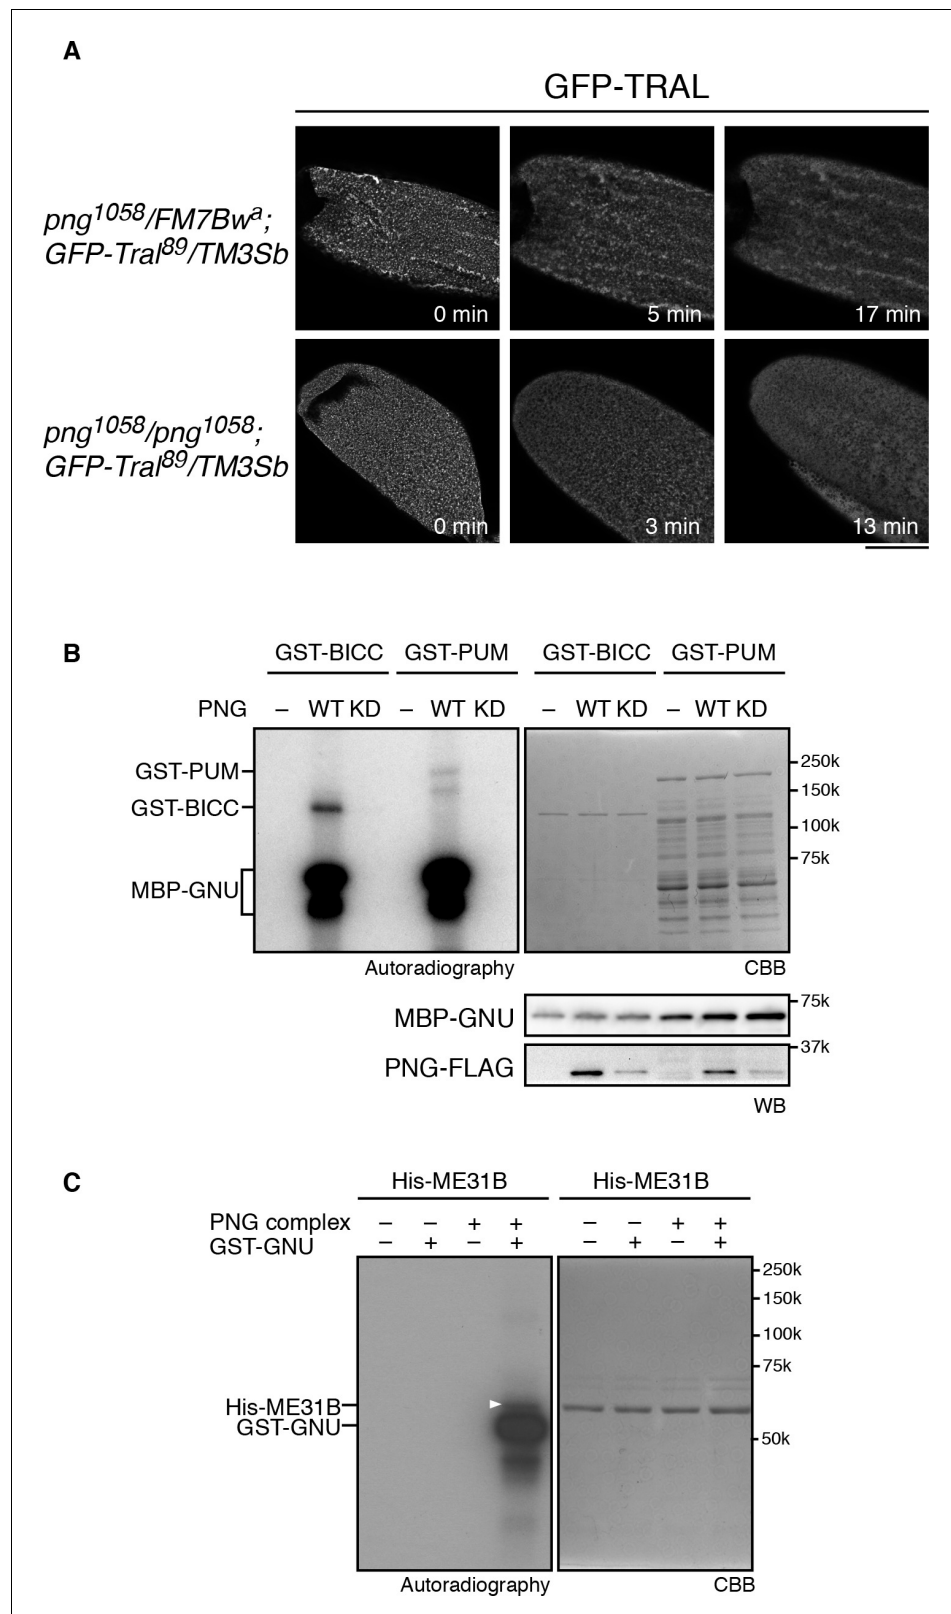 A
GFP-TRAL
png1058/FM7Bwa;
GFP-Tral89/TM3Sb
0 min
5 min
17 min
png1058/png1058;
GFP-Tral89/TM3Sb
0 min
3 min
13 min
B
GST-BICC GST-PUM GST-BICC GST-PUM
PNG – WT KD – WT KD – WT KD – WT KD
GST-PUM
GST-BICC
MBP-GNU
250k
150k
100k
75k
Autoradiography
CBB
MBP-GNU
75k
PNG-FLAG
37k
WB
C
His-ME31B His-ME31B
PNG complex – – + + – – + +
GST-GNU – + – + – + – +
His-ME31B
GST-GNU
250k
150k
100k
75k
50k
Autoradiography
CBB